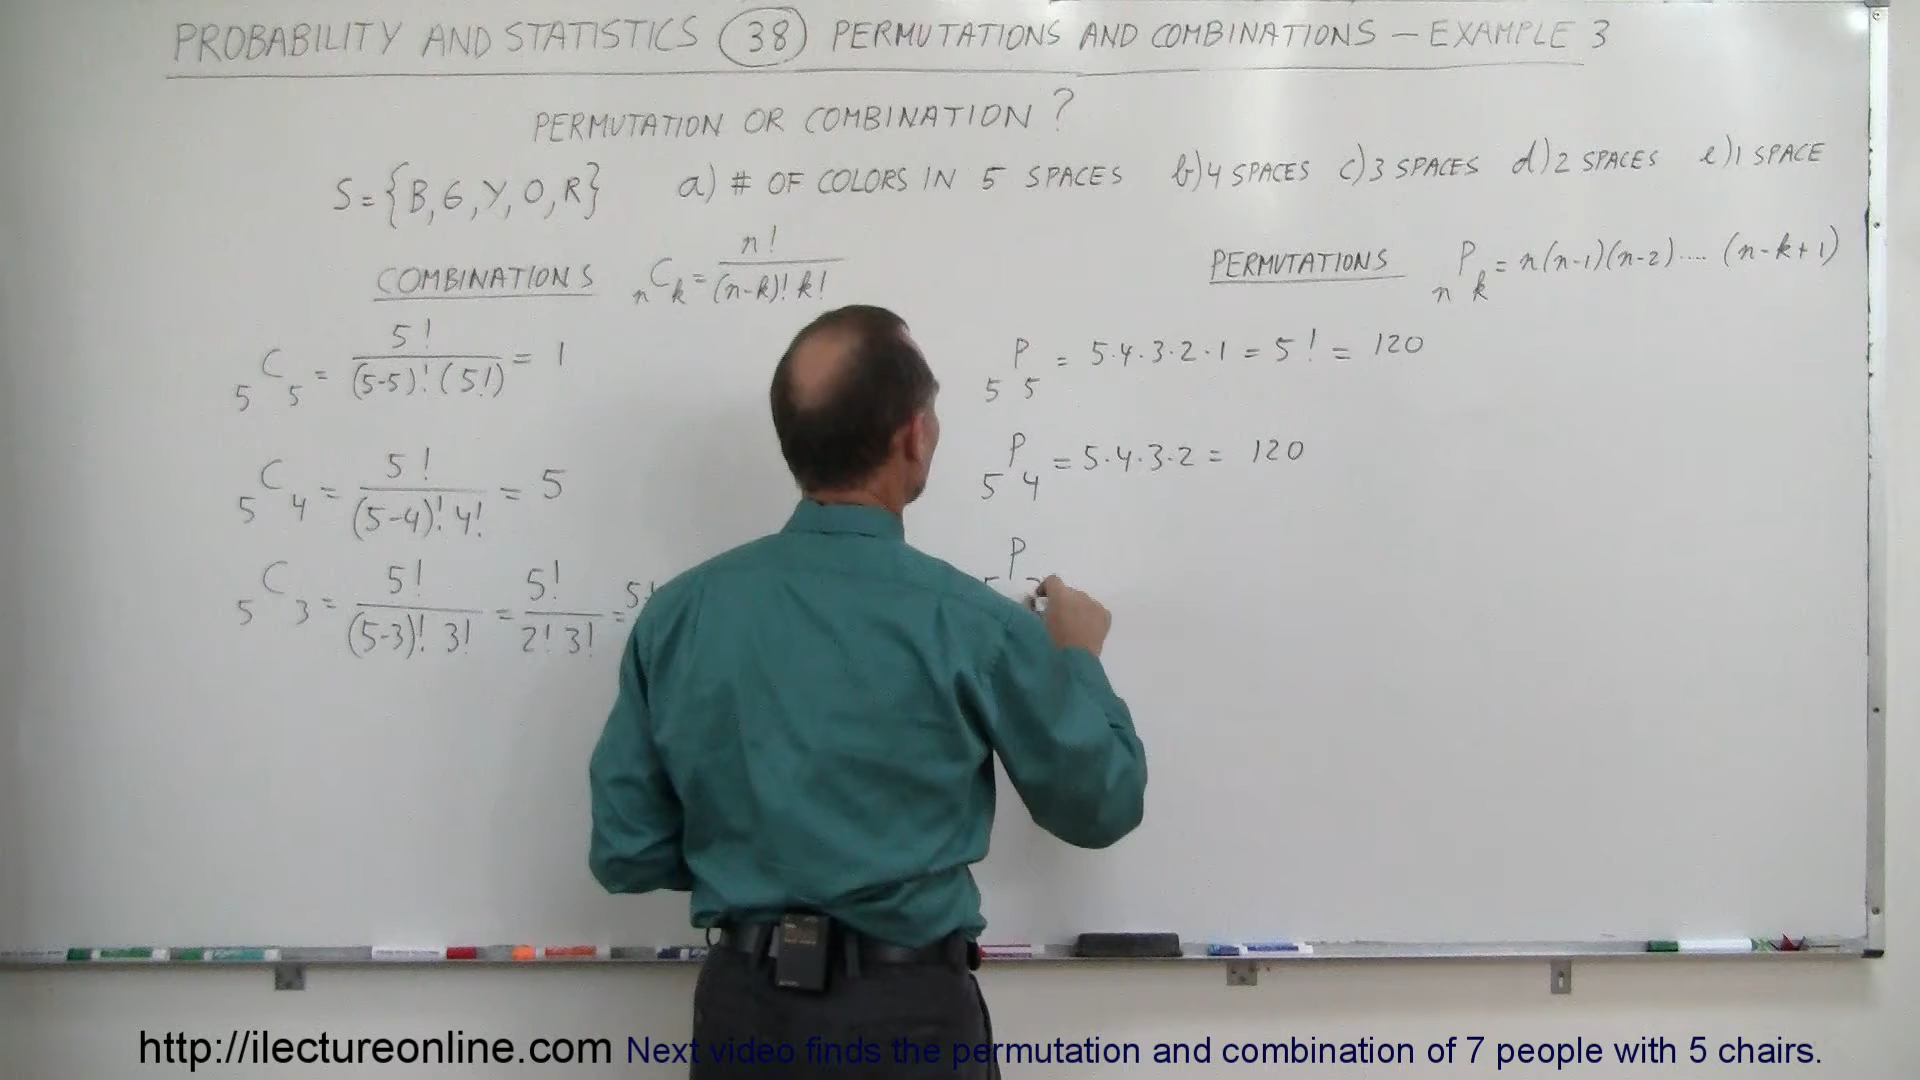 PROBABILITY AND STATISTICS 38 PERMUTATIONS AND COMBINATIONS – EXAMPLE 3
PERMUTATION OR COMBINATION?
S = {B, G, Y, O, R} a) # OF COLORS IN 5 SPACES b) 4 SPACES c) 3 SPACES d) 2 SPACES e) 1 SPACE
COMBINATIONS nCk = n! / (n-k)! k!
5C5 = 5! / (5-5)! (5!) = 1
5C4 = 5! / (5-4)! 4! = 5
5C3 = 5! / (5-3)! 3! = 5! / 2! 3! =
PERMUTATIONS nPk = n(n-1)(n-2)....(n-k+1)
5P5 = 5·4·3·2·1 = 5! = 120
5P4 = 5·4·3·2 = 120
P
http://ilectureonline.com Next video finds the permutation and combination of 7 people with 5 chairs.